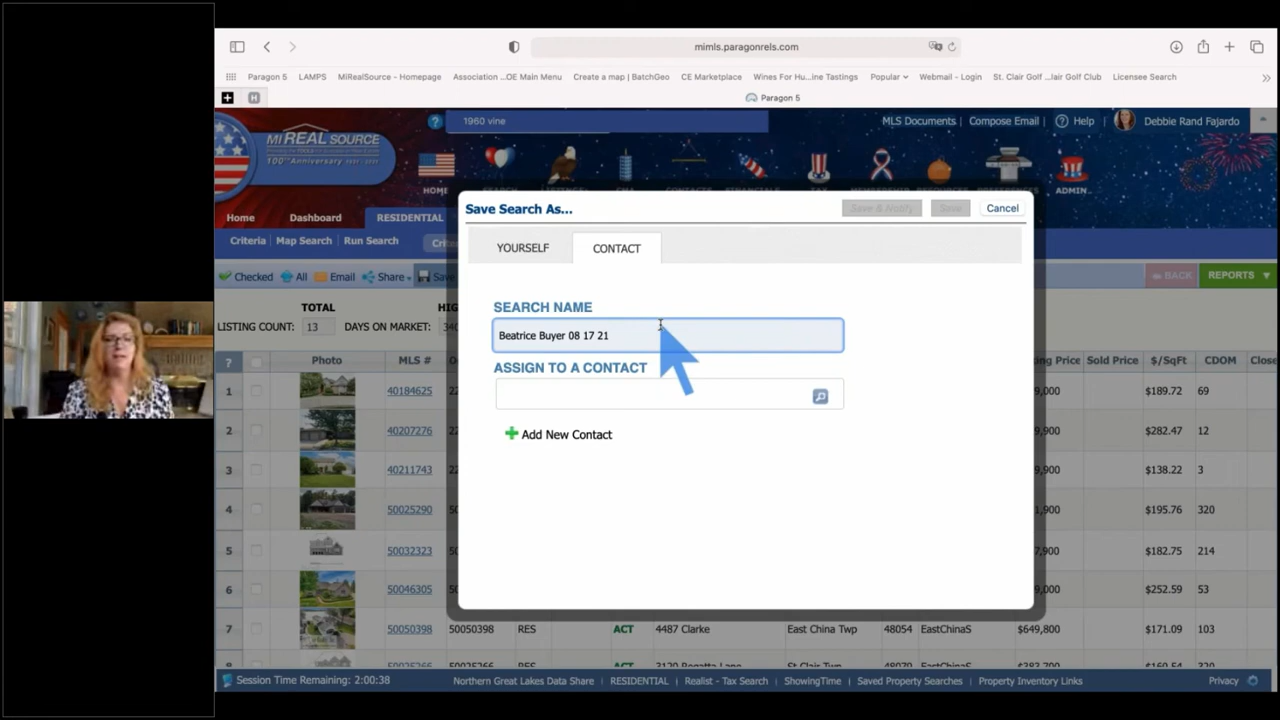 mimls.paragonrels.com
Paragon 5 LAMPS MiRealSource - Homepage Association ...OE Main Menu Create a map | BatchGeo CE Marketplace Wines For Hu...ine Tastings Popular Webmail - Login St. Clair Golf ...lair Golf Club Licensee Search
H Paragon 5
1960 vine MLS Documents Compose Email Help Debbie Rand Fajardo
MiREAL SOURCE
100th Anniversary
HOME ADMIN
Home Dashboard RESIDENTIAL
Criteria Map Search Run Search
Checked All Email Share Save BACK REPORTS
TOTAL
LISTING COUNT: 13 DAYS ON MARKET:
Save Search As... Save & Notify Save Cancel
YOURSELF CONTACT
SEARCH NAME
Beatrice Buyer 08 17 21
ASSIGN TO A CONTACT
Add New Contact
? Photo MLS # Price Sold Price $/SqFt CDOM
1 40184625 $189.72 69
2 40207276 $282.47 12
3 40211743 $138.22 3
4 50025290 $195.76 320
5 50032323 $182.75 214
6 50046305 $252.59 53
7 50050398 50050398 RES ACT 4487 Clarke East China Twp 48054 EastChinaS $649,800 $171.09 103
Session Time Remaining: 2:00:38 Northern Great Lakes Data Share RESIDENTIAL Realist - Tax Search ShowingTime Saved Property Searches Property Inventory Links Privacy